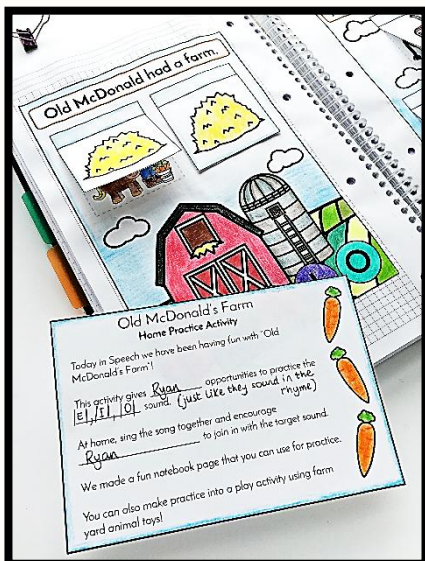 Old McDonald had a farm.
Old McDonald's Farm
Home Practice Activity
Today in Speech we have been having fun with "Old
McDonald's Farm"!
This activity gives Ryan opportunities to practice the
E|, /I|, O| sound. (just like they sound in the
rhyme)
At home, sing the song together and encourage
Ryan to join in with the target sound.
We made a fun notebook page that you can use for practice.
You can also make practice into a play activity using farm
yard animal toys!